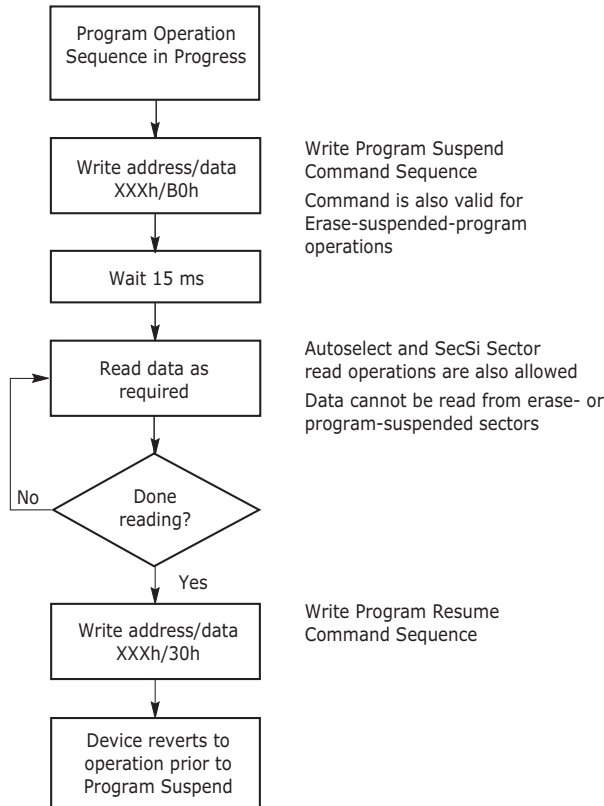 Program Operation
Sequence in Progress
Write address/data
XXXh/B0h
Write Program Suspend
Command Sequence
Command is also valid for
Erase-suspended-program
operations
Wait 15 ms
Read data as
required
Autoselect and SecSi Sector
read operations are also allowed
Data cannot be read from erase- or
program-suspended sectors
Done
reading?
No
Yes
Write address/data
XXXh/30h
Write Program Resume
Command Sequence
Device reverts to
operation prior to
Program Suspend